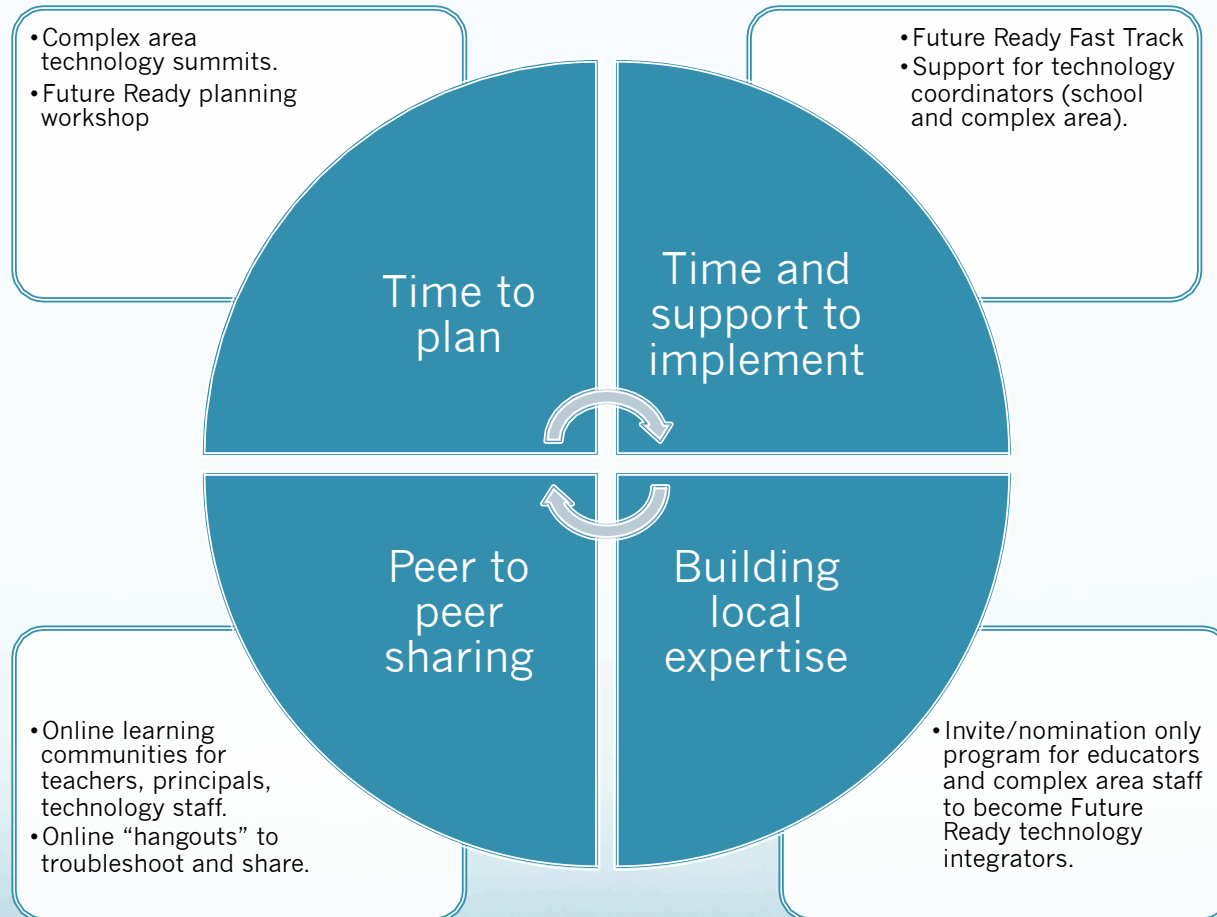 •Complex area
technology summits.
•Future Ready planning
workshop
•Future Ready Fast Track
•Support for technology
coordinators (school
and complex area).
Time to
plan
Time and
support to
implement
Peer to
peer
sharing
Building
local
expertise
•Online learning
communities for
teachers, principals,
technology staff.
•Online “hangouts” to
troubleshoot and share.
•Invite/nomination only
program for educators
and complex area staff
to become Future
Ready technology
integrators.